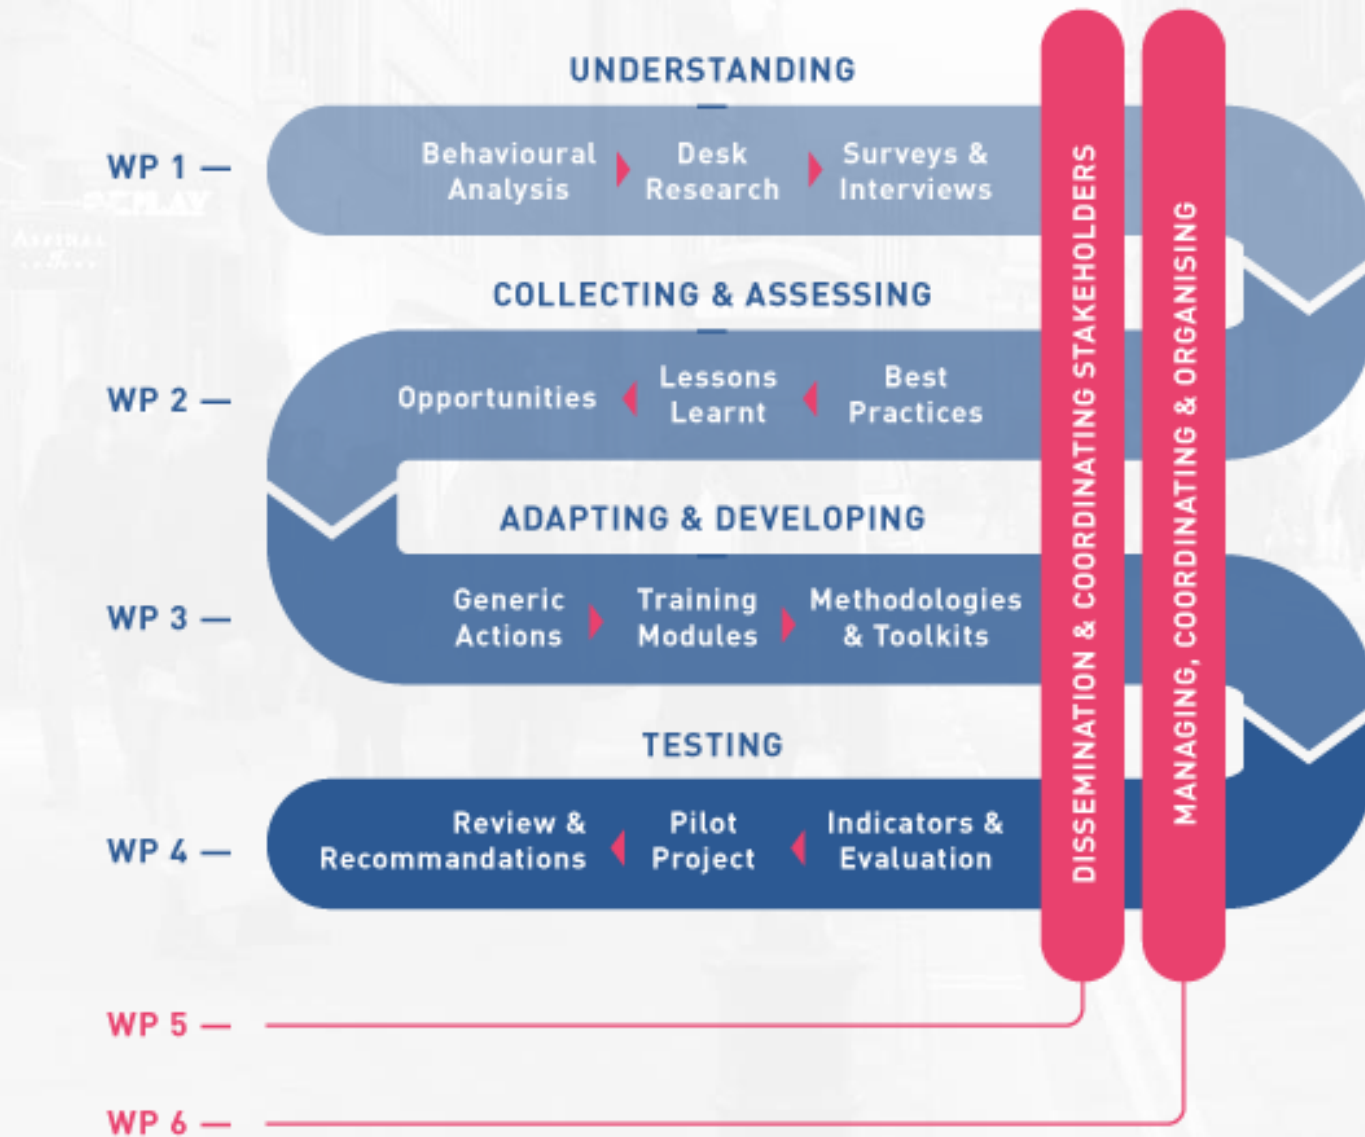 UNDERSTANDING
WP 1 —
Behavioural
Analysis
Desk
Research
Surveys &
Interviews
COLLECTING & ASSESSING
WP 2 —
Opportunities
Lessons
Learnt
Best
Practices
ADAPTING & DEVELOPING
WP 3 —
Generic
Actions
Training
Modules
Methodologies
& Toolkits
TESTING
WP 4 —
Review &
Recommandations
Pilot
Project
Indicators &
Evaluation
DISSEMINATION & COORDINATING STAKEHOLDERS
MANAGING, COORDINATING & ORGANISING
WP 5 —
WP 6 —